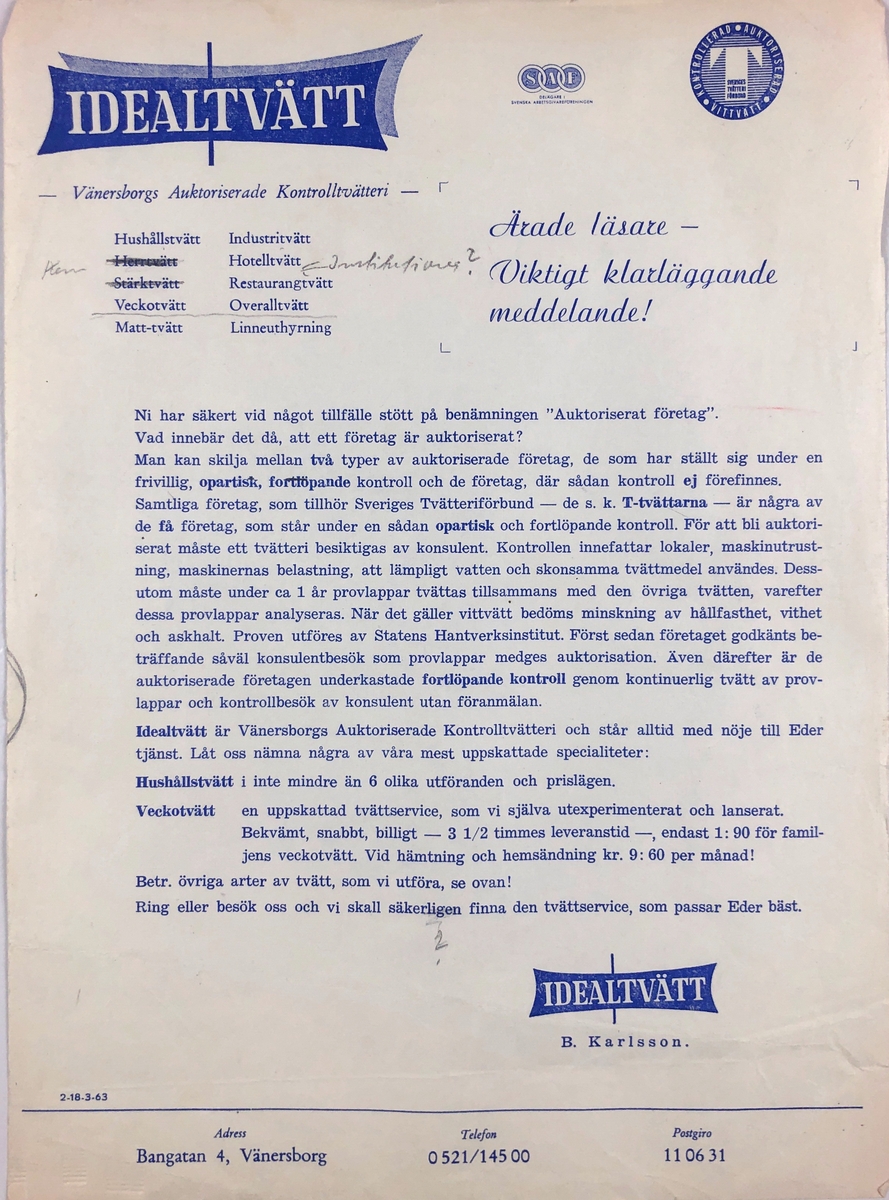 IDEALTVÄTT
SAF
DELÄGARE I
SVENSKA ARBETSGIVAREFÖRENINGEN
KONTROLLERAD • AUKTORISERAD • VITTVÄTT •
T
SVERIGES
TVÄTTERI
FÖRBUND
— Vänersborgs Auktoriserade Kontrolltvätteri —
Hushållstvätt Industritvätt
Herrtvätt Hotelltvätt Institutioner?
Stärktvätt Restaurangtvätt
Veckotvätt Overalltvätt
Matt-tvätt Linneuthyrning
Ärade läsare —
Viktigt klarläggande
meddelande!
Ni har säkert vid något tillfälle stött på benämningen "Auktoriserat företag".
Vad innebär det då, att ett företag är auktoriserat?
Man kan skilja mellan två typer av auktoriserade företag, de som har ställt sig under en
frivillig, opartisk, fortlöpande kontroll och de företag, där sådan kontroll ej förefinnes.
Samtliga företag, som tillhör Sveriges Tvätteriförbund — de s. k. T-tvättarna — är några av
de få företag, som står under en sådan opartisk och fortlöpande kontroll. För att bli auktori-
serat måste ett tvätteri besiktigas av konsulent. Kontrollen innefattar lokaler, maskinutrust-
ning, maskinernas belastning, att lämpligt vatten och skonsamma tvättmedel användes. Dess-
utom måste under ca 1 år provlappar tvättas tillsammans med den övriga tvätten, varefter
dessa provlappar analyseras. När det gäller vittvätt bedöms minskning av hållfasthet, vithet
och askhalt. Proven utföres av Statens Hantverksinstitut. Först sedan företaget godkänts be-
träffande såväl konsulentbesök som provlappar medges auktorisation. Även därefter är de
auktoriserade företagen underkastade fortlöpande kontroll genom kontinuerlig tvätt av prov-
lappar och kontrollbesök av konsulent utan föranmälan.
Idealtvätt är Vänersborgs Auktoriserade Kontrolltvätteri och står alltid med nöje till Eder
tjänst. Låt oss nämna några av våra mest uppskattade specialiteter:
Hushållstvätt i inte mindre än 6 olika utföranden och prislägen.
Veckotvätt en uppskattad tvättservice, som vi själva utexperimenterat och lanserat.
Bekvämt, snabbt, billigt — 3 1/2 timmes leveranstid —, endast 1: 90 för famil-
jens veckotvätt. Vid hämtning och hemsändning kr. 9: 60 per månad!
Betr. övriga arter av tvätt, som vi utföra, se ovan!
Ring eller besök oss och vi skall säkerligen finna den tvättservice, som passar Eder bäst.
?
IDEALTVÄTT
B. Karlsson.
2-18-3-63
Adress Telefon Postgiro
Bangatan 4, Vänersborg 0 521/145 00 11 06 31